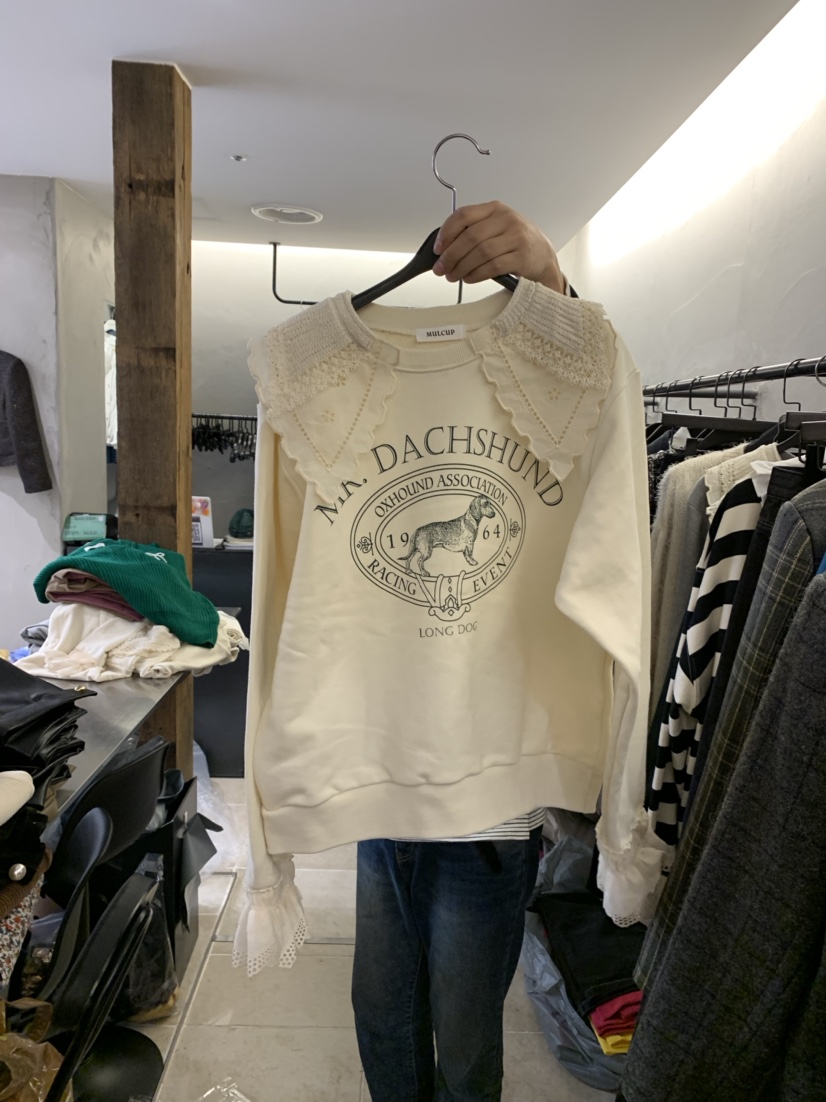 MULCUP
MR. DACHSHUND
OXHOUND ASSOCIATION
19 64
RACING EVENT
LONG DOG